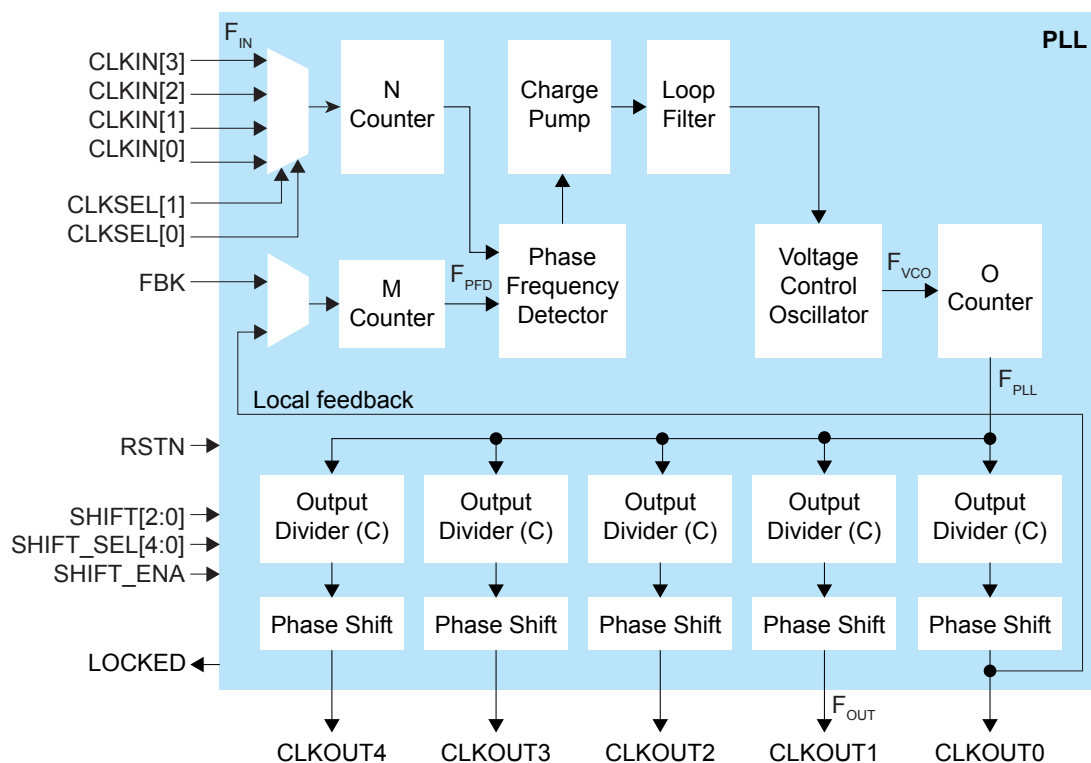 PLL
F_IN
CLKIN[3]
CLKIN[2]
CLKIN[1]
CLKIN[0]
CLKSEL[1]
CLKSEL[0]
N
Counter
Charge
Pump
Loop
Filter
FBK
M
Counter
F_PFD
Phase
Frequency
Detector
Voltage
Control
Oscillator
F_VCO
O
Counter
F_PLL
Local feedback
RSTN
SHIFT[2:0]
SHIFT_SEL[4:0]
SHIFT_ENA
LOCKED
Output
Divider (C)
Output
Divider (C)
Output
Divider (C)
Output
Divider (C)
Output
Divider (C)
Phase Shift
Phase Shift
Phase Shift
Phase Shift
Phase Shift
F_OUT
CLKOUT4
CLKOUT3
CLKOUT2
CLKOUT1
CLKOUT0